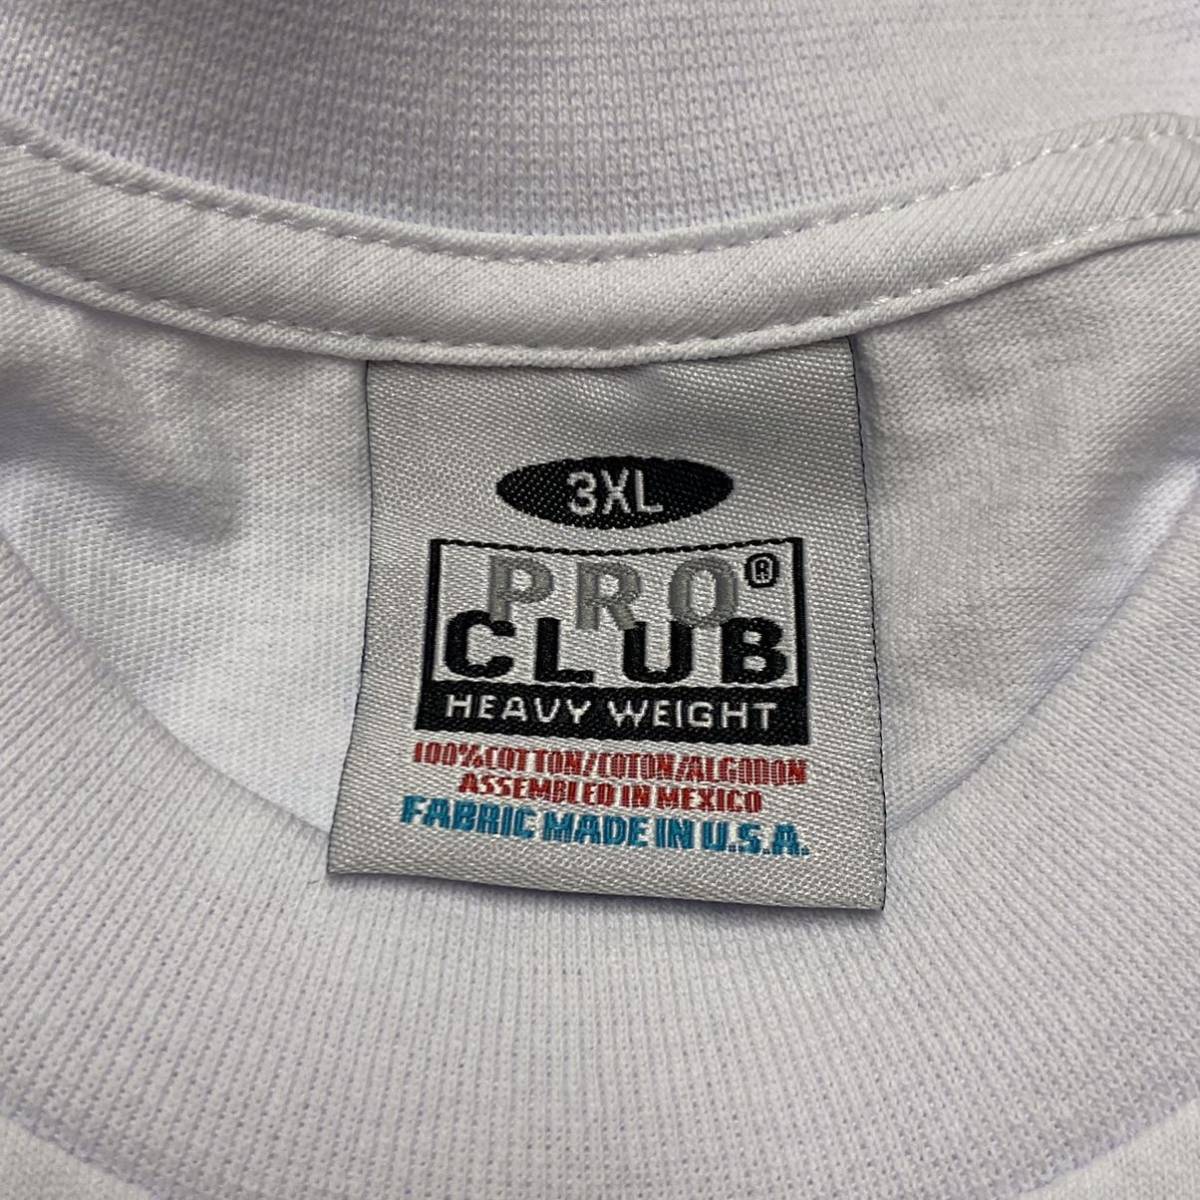 3XL
PRO®
CLUB
HEAVY WEIGHT
100% COTTON/COTON/ALGODON
ASSEMBLED IN MEXICO
FABRIC MADE IN U.S.A.